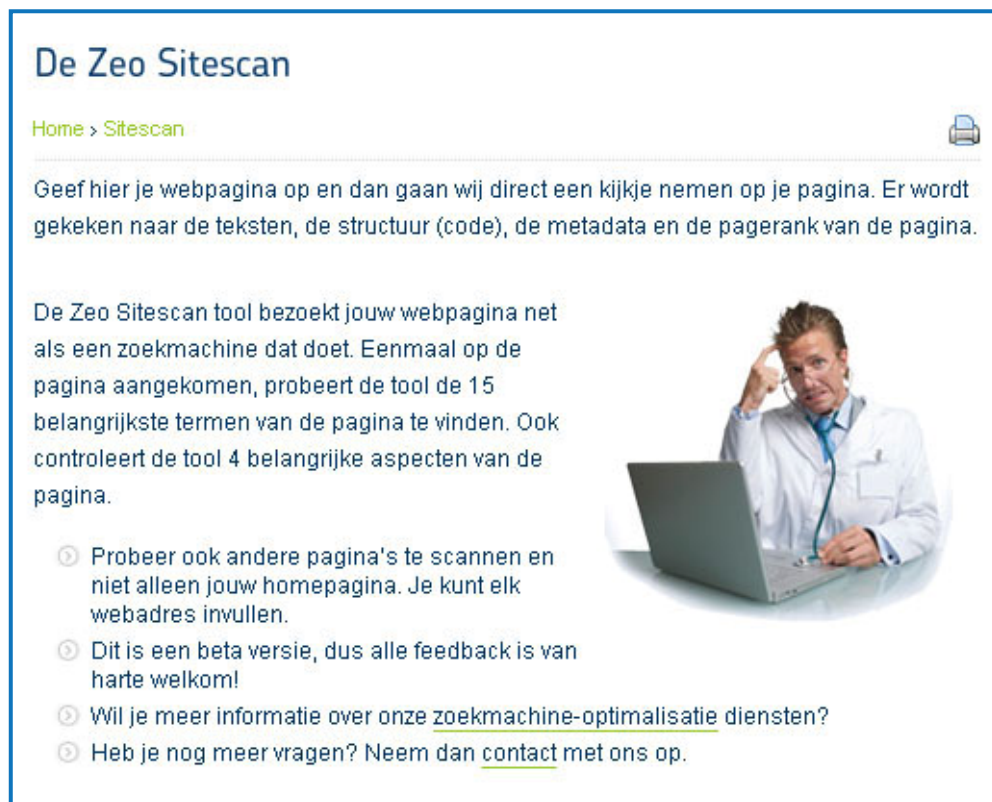 De Zeo Sitescan
Home > Sitescan
Geef hier je webpagina op en dan gaan wij direct een kijkje nemen op je pagina. Er wordt
gekeken naar de teksten, de structuur (code), de metadata en de pagerank van de pagina.
De Zeo Sitescan tool bezoekt jouw webpagina net
als een zoekmachine dat doet. Eenmaal op de
pagina aangekomen, probeert de tool de 15
belangrijkste termen van de pagina te vinden. Ook
controleert de tool 4 belangrijke aspecten van de
pagina.
Probeer ook andere pagina's te scannen en
niet alleen jouw homepagina. Je kunt elk
webadres invullen.
Dit is een beta versie, dus alle feedback is van
harte welkom!
Wil je meer informatie over onze zoekmachine-optimalisatie diensten?
Heb je nog meer vragen? Neem dan contact met ons op.